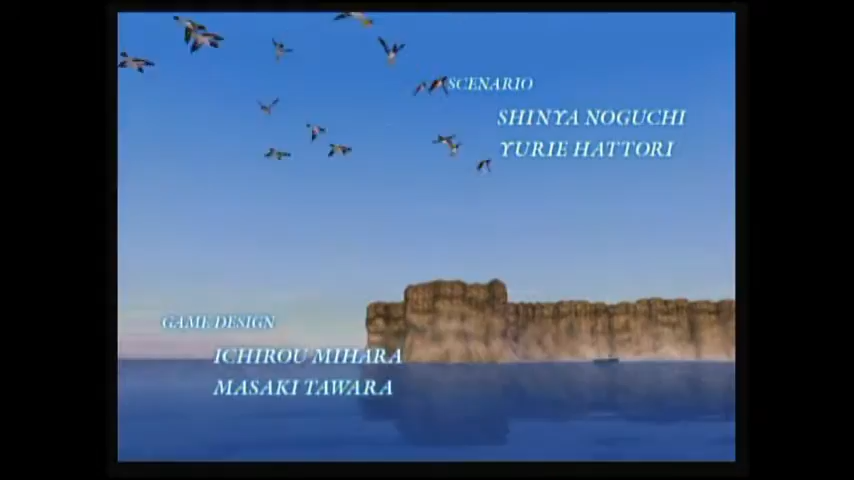 SCENARIO
SHINYA NOGUCHI
YURIE HATTORI
GAME DESIGN
ICHIROU MIHARA
MASAKI TAWARA